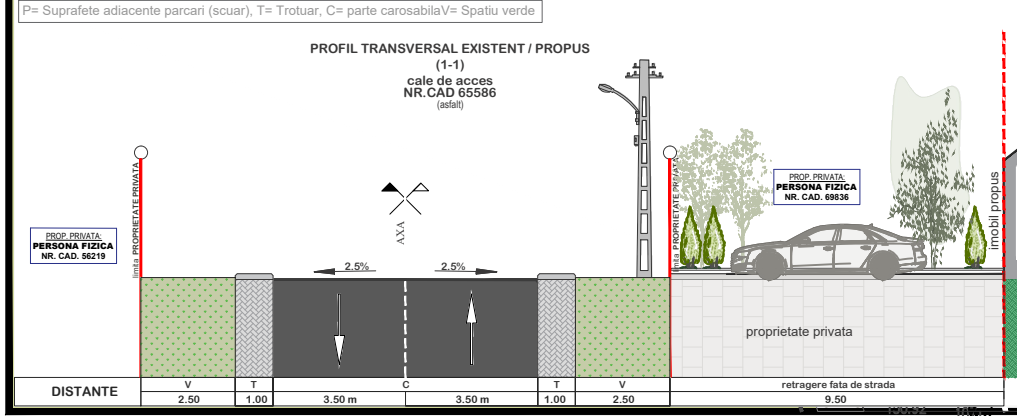 P= Suprafete adiacente parcari (scuar), T= Trotuar, C= parte carosabilaV= Spatiu verde
PROFIL TRANSVERSAL EXISTENT / PROPUS
(1-1)
cale de acces
NR.CAD 65586
(asfalt)
PROP. PRIVATA:
PERSONA FIZICA
NR. CAD. 56219
limita PROPRIETATE PRIVATA
AXA
2.5%
2.5%
limita PROPRIETATE PRIVATA
PROP. PRIVATA:
PERSONA FIZICA
NR. CAD. 69836
imobil propus
proprietate privata
DISTANTE
V
T
C
T
V
retragere fata de strada
2.50
1.00
3.50 m
3.50 m
1.00
2.50
9.50